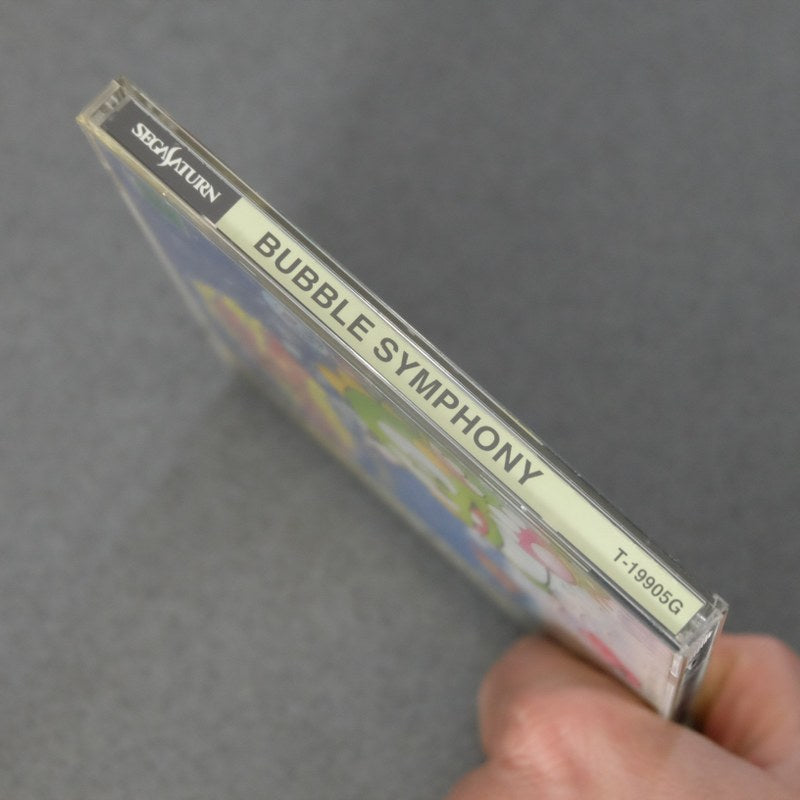 SEGA SATURN
BUBBLE SYMPHONY
T-19905G